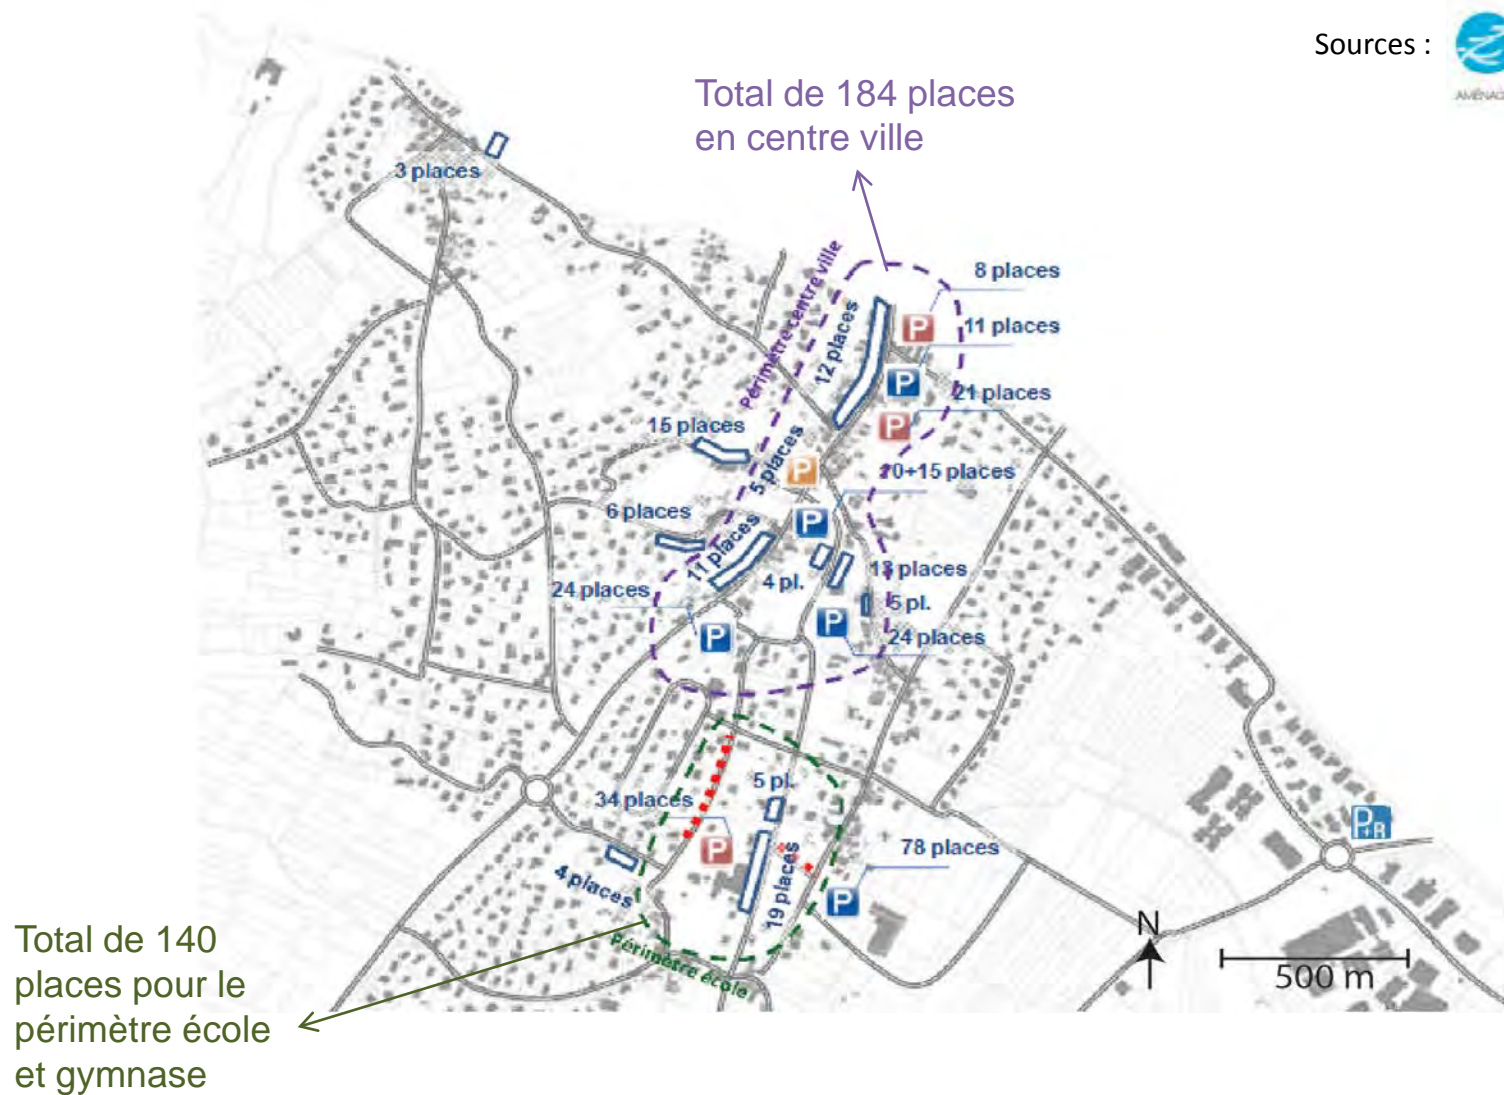 Sources :
AMÉNAG
Total de 184 places
en centre ville
3 places
Périmètre centre ville
8 places
12 places
P
11 places
P
21 places
P
15 places
5 places
P
20+15 places
6 places
P
11 places
4 pl.
13 places
24 places
5 pl.
P
P
24 places
5 pl.
34 places
P+R
P
78 places
4 places
19 places
P
Périmètre école
N
500 m
Total de 140
places pour le
périmètre école
et gymnase